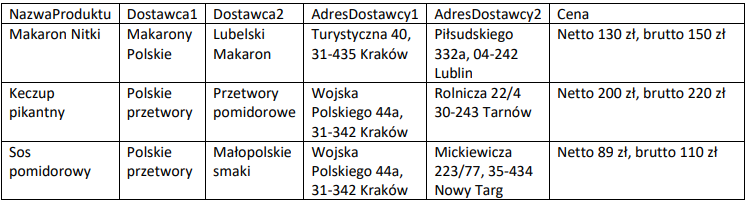 NazwaProduktu Dostawca1 Dostawca2 AdresDostawcy1 AdresDostawcy2 Cena
Makaron Nitki Makarony Lubelski Turystyczna 40, Piłsudskiego Netto 130 zł, brutto 150 zł
Polskie Makaron 31-435 Kraków 332a, 04-242
Lublin
Keczup Polskie Przetwory Wojska Rolnicza 22/4 Netto 200 zł, brutto 220 zł
pikantny przetwory pomidorowe Polskiego 44a, 30-243 Tarnów
31-342 Kraków
Sos Polskie Małopolskie Wojska Mickiewicza Netto 89 zł, brutto 110 zł
pomidorowy przetwory smaki Polskiego 44a, 223/77, 35-434
31-342 Kraków Nowy Targ